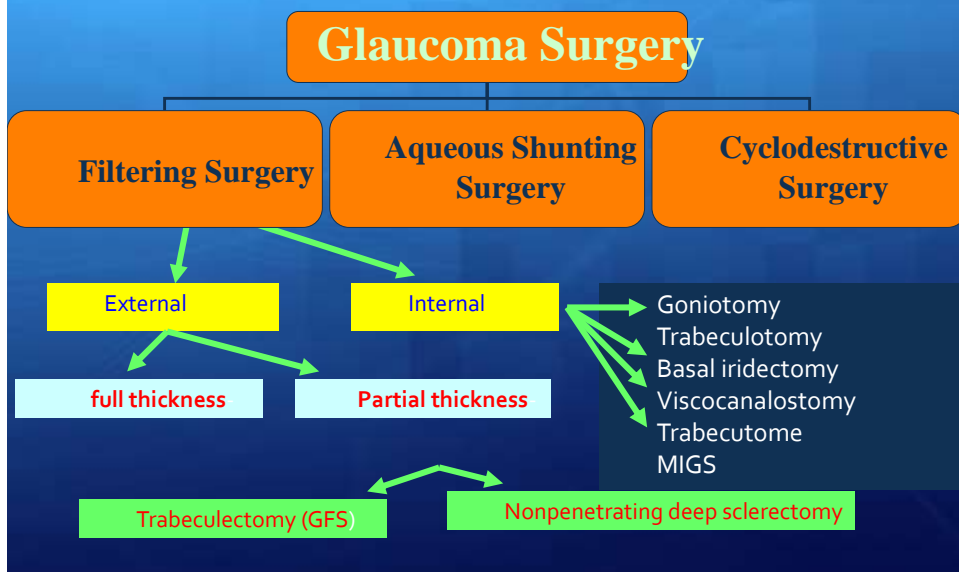 Glaucoma Surgery
Filtering Surgery
Aqueous Shunting
Surgery
Cyclodestructive
Surgery
External
Internal
full thickness
Partial thickness
Goniotomy
Trabeculotomy
Basal iridectomy
Viscocanalostomy
Trabecutome
MIGS
Trabeculectomy (GFS)
Nonpenetrating deep sclerectomy